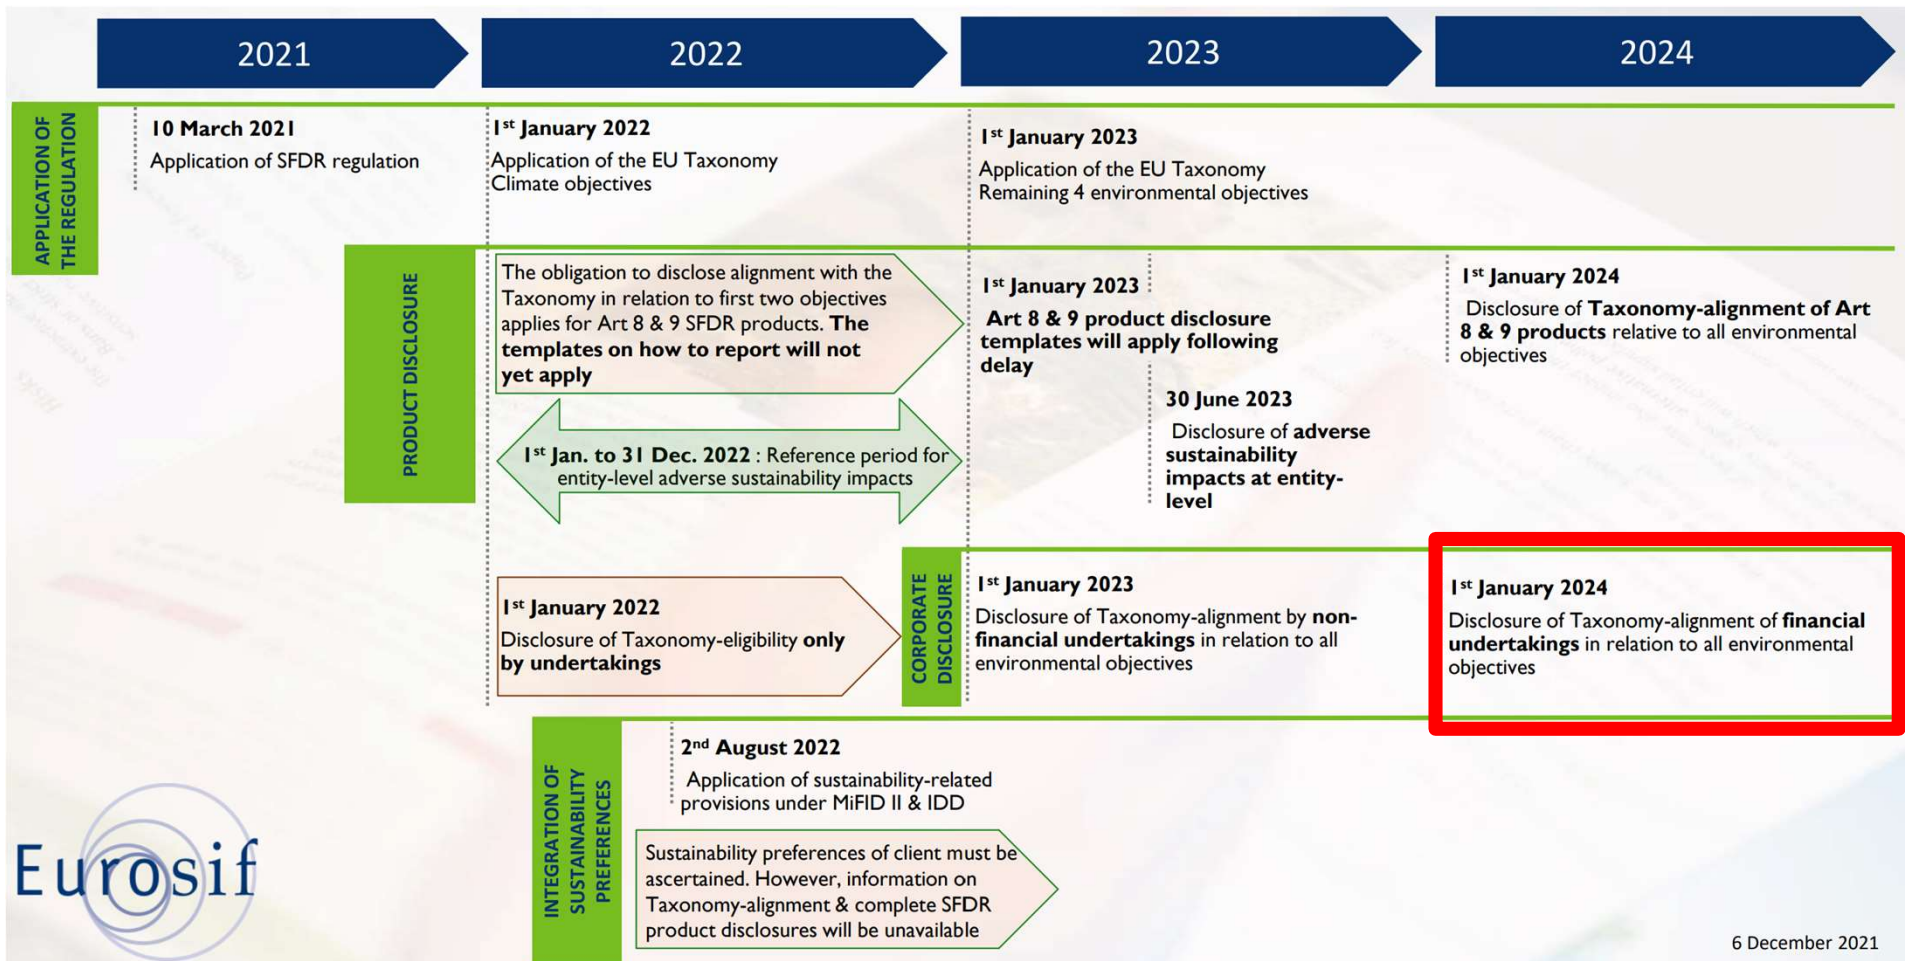 2021
2022
2023
2024
APPLICATION OF
THE REGULATION
10 March 2021
Application of SFDR regulation
1st January 2022
Application of the EU Taxonomy
Climate objectives
1st January 2023
Application of the EU Taxonomy
Remaining 4 environmental objectives
PRODUCT DISCLOSURE
The obligation to disclose alignment with the
Taxonomy in relation to first two objectives
applies for Art 8 & 9 SFDR products. The
templates on how to report will not
yet apply
1st January 2023
Art 8 & 9 product disclosure
templates will apply following
delay
1st January 2024
Disclosure of Taxonomy-alignment of Art
8 & 9 products relative to all environmental
objectives
1st Jan. to 31 Dec. 2022 : Reference period for
entity-level adverse sustainability impacts
30 June 2023
Disclosure of adverse
sustainability
impacts at entity-
level
CORPORATE
DISCLOSURE
1st January 2022
Disclosure of Taxonomy-eligibility only
by undertakings
1st January 2023
Disclosure of Taxonomy-alignment by non-
financial undertakings in relation to all
environmental objectives
1st January 2024
Disclosure of Taxonomy-alignment of financial
undertakings in relation to all environmental
objectives
INTEGRATION OF
SUSTAINABILITY
PREFERENCES
2nd August 2022
Application of sustainability-related
provisions under MiFID II & IDD
Sustainability preferences of client must be
ascertained. However, information on
Taxonomy-alignment & complete SFDR
product disclosures will be unavailable
Eurosif
6 December 2021